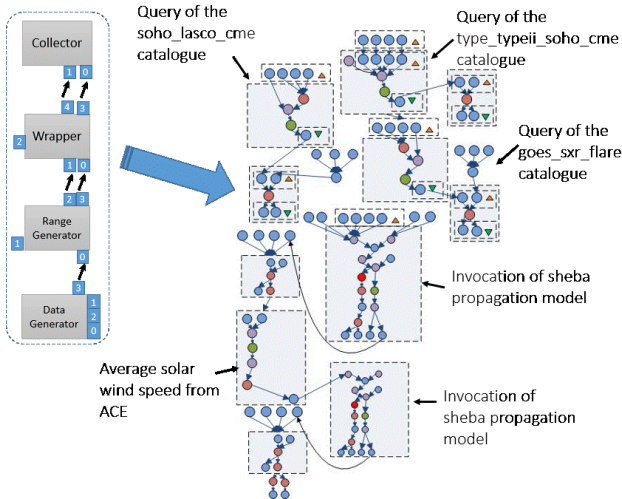 Collector
1 0
4 3
Wrapper
2
1 0
2 3
Range
Generator
1
0
3
Data
Generator
1
2
0
Query of the
soho_lasco_cme
catalogue
Query of the
type_typeii_soho_cme
catalogue
Query of the
goes_sxr_flare
catalogue
Invocation of sheba
propagation model
Average solar
wind speed from
ACE
Invocation of
sheba propagation
model